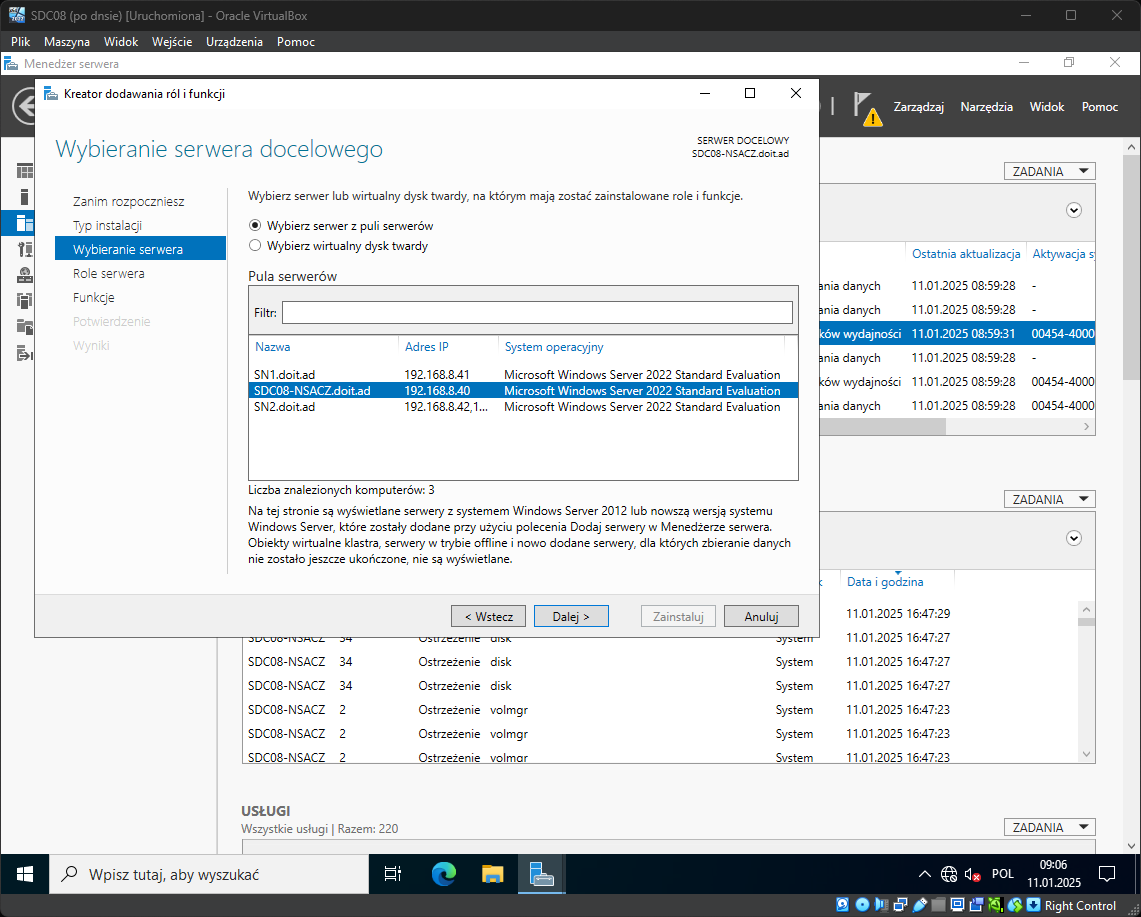 SDC08 (po dnsie) [Uruchomiona] - Oracle VirtualBox
Plik Maszyna Widok Wejście Urządzenia Pomoc
Menedżer serwera
Zarządzaj Narzędzia Widok Pomoc
Kreator dodawania ról i funkcji
Wybieranie serwera docelowego
SERWER DOCELOWY
SDC08-NSACZ.doit.ad
Zanim rozpoczniesz
Typ instalacji
Wybieranie serwera
Role serwera
Funkcje
Potwierdzenie
Wyniki
Wybierz serwer lub wirtualny dysk twardy, na którym mają zostać zainstalowane role i funkcje.
Wybierz serwer z puli serwerów
Wybierz wirtualny dysk twardy
Pula serwerów
Filtr:
Nazwa Adres IP System operacyjny
SN1.doit.ad 192.168.8.41 Microsoft Windows Server 2022 Standard Evaluation
SDC08-NSACZ.doit.ad 192.168.8.40 Microsoft Windows Server 2022 Standard Evaluation
SN2.doit.ad 192.168.8.42,1... Microsoft Windows Server 2022 Standard Evaluation
Liczba znalezionych komputerów: 3
Na tej stronie są wyświetlane serwery z systemem Windows Server 2012 lub nowszą wersją systemu
Windows Server, które zostały dodane przy użyciu polecenia Dodaj serwery w Menedżerze serwera.
Obiekty wirtualne klastra, serwery w trybie offline i nowo dodane serwery, dla których zbieranie danych
nie zostało jeszcze ukończone, nie są wyświetlane.
< Wstecz Dalej > Zainstaluj Anuluj
ZADANIA
Ostatnia aktualizacja Aktywacja sy
ania danych 11.01.2025 08:59:28 -
ania danych 11.01.2025 08:59:28 -
ków wydajności 11.01.2025 08:59:31 00454-4000
ania danych 11.01.2025 08:59:28 -
ków wydajności 11.01.2025 08:59:28 00454-4000
ania danych 11.01.2025 08:59:28 00454-4000
ZADANIA
k Data i godzina
11.01.2025 16:47:29
SDC08-NSACZ 34 Ostrzeżenie disk System 11.01.2025 16:47:27
SDC08-NSACZ 34 Ostrzeżenie disk System 11.01.2025 16:47:27
SDC08-NSACZ 34 Ostrzeżenie disk System 11.01.2025 16:47:27
SDC08-NSACZ 2 Ostrzeżenie volmgr System 11.01.2025 16:47:23
SDC08-NSACZ 2 Ostrzeżenie volmgr System 11.01.2025 16:47:23
SDC08-NSACZ 2 Ostrzeżenie volmgr System 11.01.2025 16:47:23
USŁUGI
Wszystkie usługi | Razem: 220
ZADANIA
Wpisz tutaj, aby wyszukać
POL
09:06
11.01.2025
Right Control